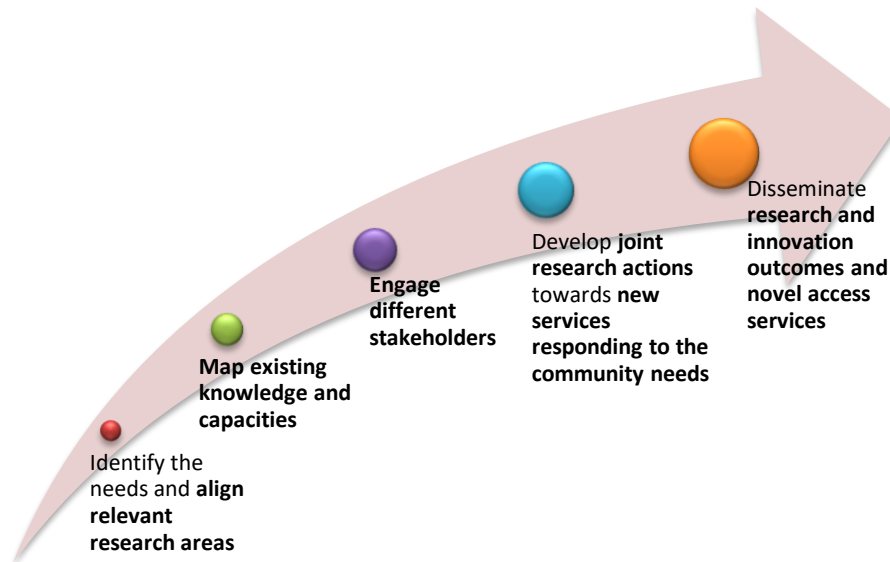 Identify the
needs and align
relevant
research areas
Map existing
knowledge and
capacities
Engage
different
stakeholders
Develop joint
research actions
towards new
services
responding to the
community needs
Disseminate
research and
innovation
outcomes and
novel access
services